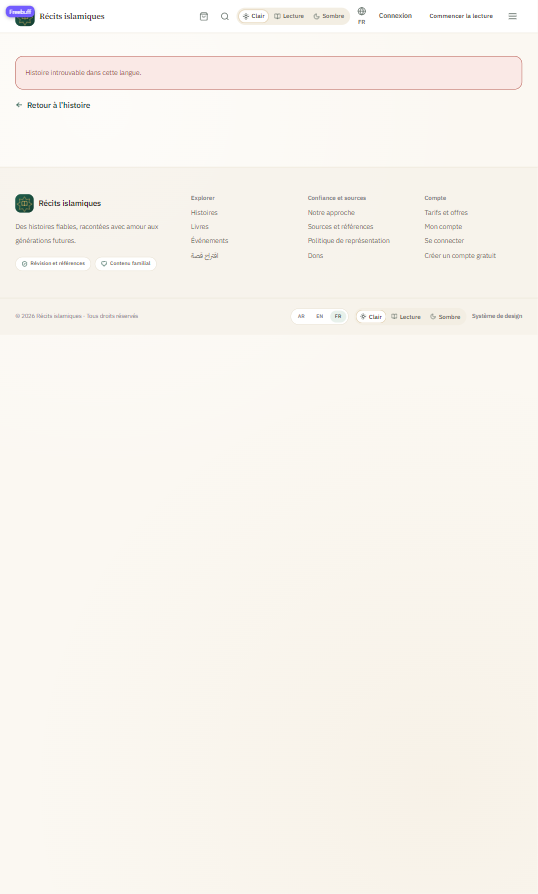 Freebuff
Récits islamiques
Clair
Lecture
Sombre
FR
Connexion
Commencer la lecture
Histoire introuvable dans cette langue.
← Retour à l'histoire
Récits islamiques
Des histoires fiables, racontées avec amour aux
générations futures.
Révision et références
Contenu familial
Explorer
Histoires
Livres
Événements
اقتراح قصة
Confiance et sources
Notre approche
Sources et références
Politique de représentation
Dons
Compte
Tarifs et offres
Mon compte
Se connecter
Créer un compte gratuit
© 2026 Récits islamiques · Tous droits réservés
AR
EN
FR
Clair
Lecture
Sombre
Système de design